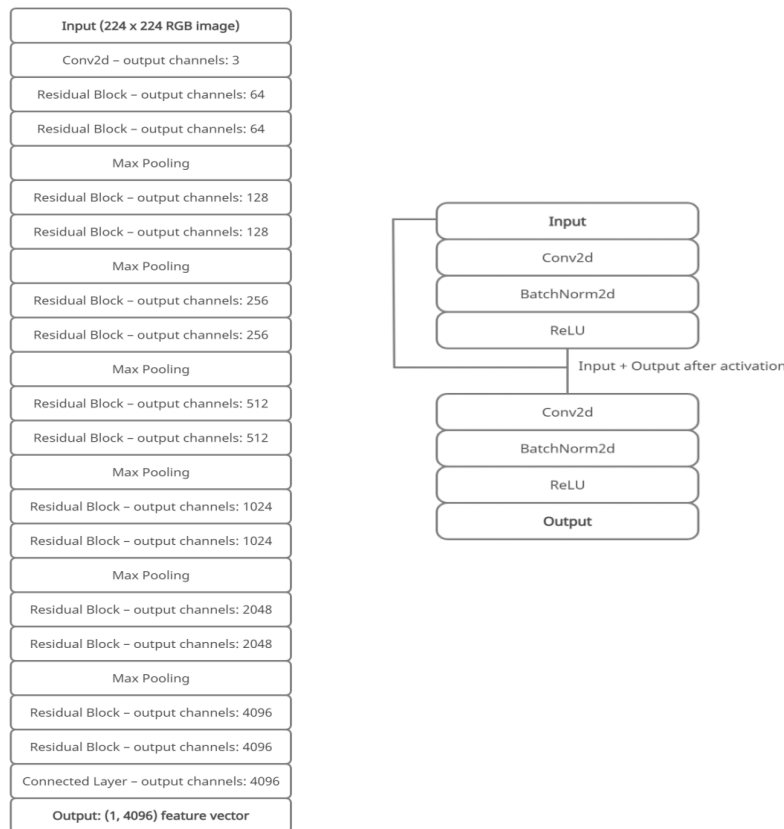 Input (224 x 224 RGB image)
Conv2d – output channels: 3
Residual Block – output channels: 64
Residual Block – output channels: 64
Max Pooling
Residual Block – output channels: 128
Residual Block – output channels: 128
Max Pooling
Residual Block – output channels: 256
Residual Block – output channels: 256
Max Pooling
Residual Block – output channels: 512
Residual Block – output channels: 512
Max Pooling
Residual Block – output channels: 1024
Residual Block – output channels: 1024
Max Pooling
Residual Block – output channels: 2048
Residual Block – output channels: 2048
Max Pooling
Residual Block – output channels: 4096
Residual Block – output channels: 4096
Connected Layer – output channels: 4096
Output: (1, 4096) feature vector
Input
Conv2d
BatchNorm2d
ReLU
Input + Output after activation
Conv2d
BatchNorm2d
ReLU
Output